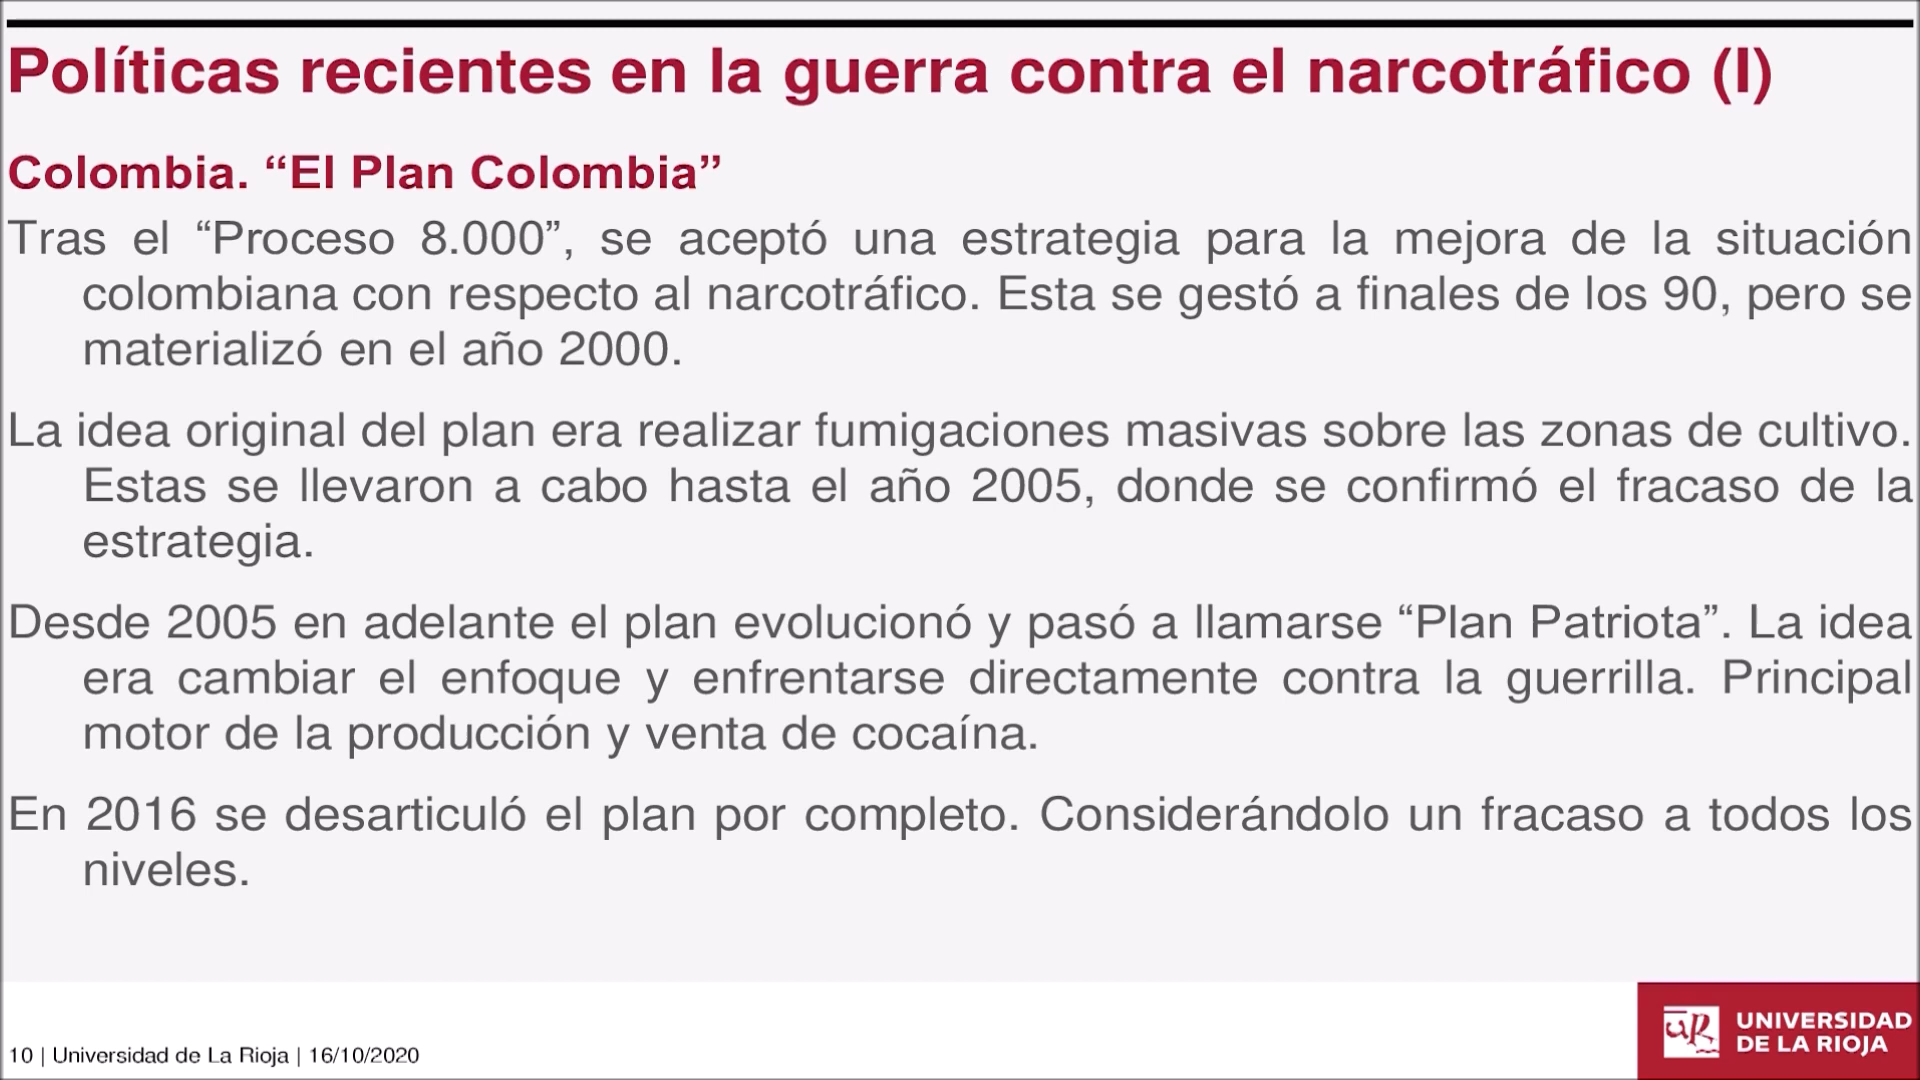 Políticas recientes en la guerra contra el narcotráfico (I)
Colombia. “El Plan Colombia”
Tras el “Proceso 8.000”, se aceptó una estrategia para la mejora de la situación
colombiana con respecto al narcotráfico. Esta se gestó a finales de los 90, pero se
materializó en el año 2000.
La idea original del plan era realizar fumigaciones masivas sobre las zonas de cultivo.
Estas se llevaron a cabo hasta el año 2005, donde se confirmó el fracaso de la
estrategia.
Desde 2005 en adelante el plan evolucionó y pasó a llamarse “Plan Patriota”. La idea
era cambiar el enfoque y enfrentarse directamente contra la guerrilla. Principal
motor de la producción y venta de cocaína.
En 2016 se desarticuló el plan por completo. Considerándolo un fracaso a todos los
niveles.
10 | Universidad de La Rioja | 16/10/2020
UR
UNIVERSIDAD
DE LA RIOJA